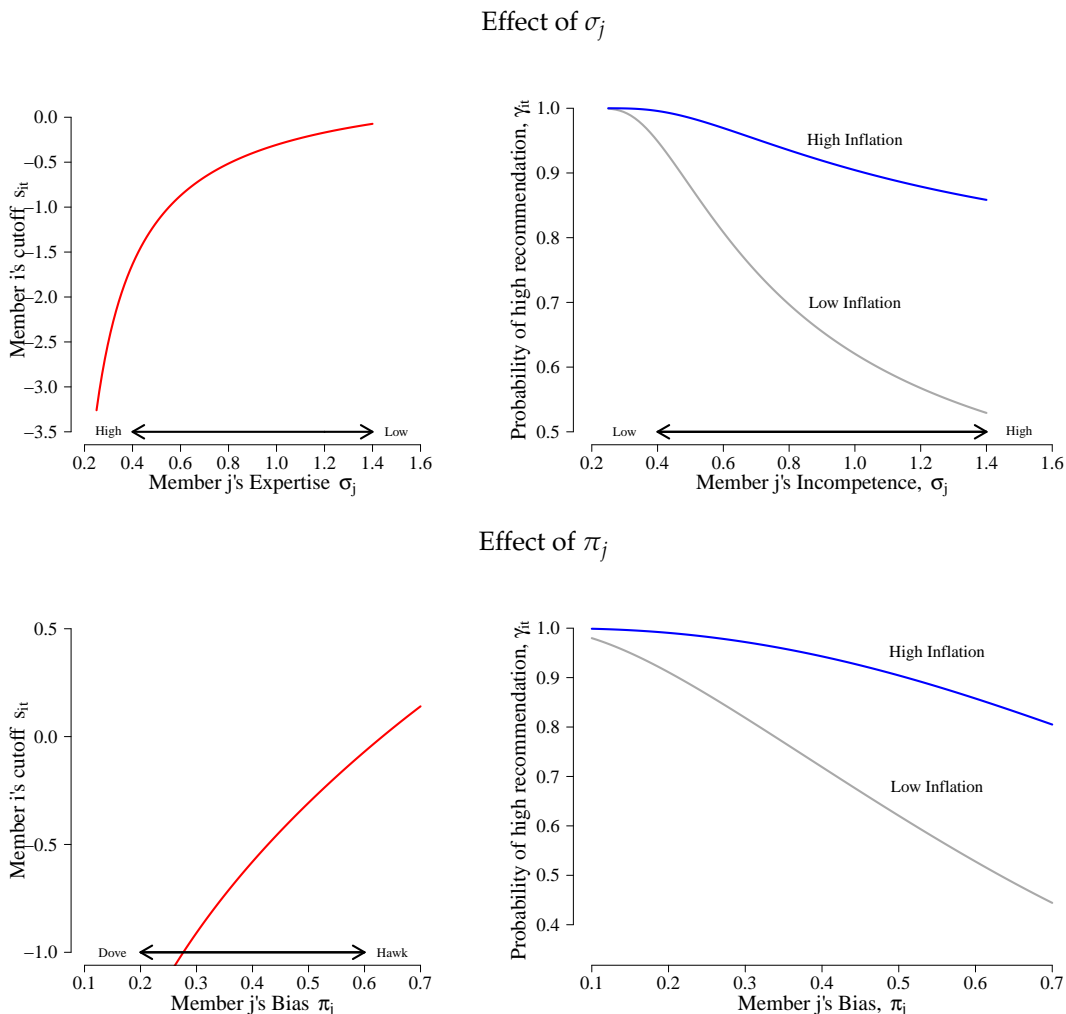 Effect of σj
Member i's cutoff sit
0.0
−0.5
−1.0
−1.5
−2.0
−2.5
−3.0
−3.5
High
Low
0.2 0.4 0.6 0.8 1.0 1.2 1.4 1.6
Member j's Expertise σj
Probability of high recommendation, γit
1.0
0.9
0.8
0.7
0.6
0.5
High Inflation
Low Inflation
Low
High
0.2 0.4 0.6 0.8 1.0 1.2 1.4 1.6
Member j's Incompetence, σj
Effect of πj
Member i's cutoff sit
0.5
0.0
−0.5
−1.0
Dove
Hawk
0.1 0.2 0.3 0.4 0.5 0.6 0.7
Member j's Bias πj
Probability of high recommendation, γit
1.0
0.9
0.8
0.7
0.6
0.5
0.4
High Inflation
Low Inflation
0.1 0.2 0.3 0.4 0.5 0.6 0.7
Member j's Bias, πj